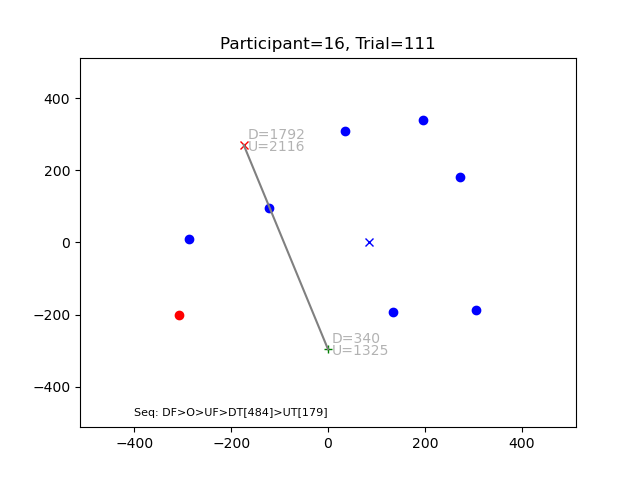 Participant=16, Trial=111
D=1792
U=2116
D=340
U=1325
Seq: DF>O>UF>DT[484]>UT[179]
400
200
0
−200
−400
−400
−200
0
200
400